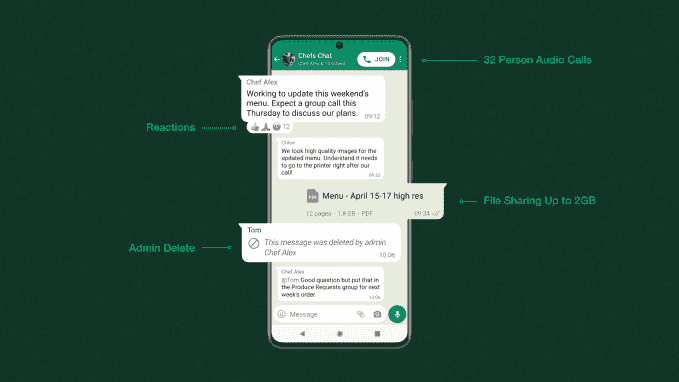 Chefs Chat
JOIN
32 Person Audio Calls
Chef Alex
Working to update this weekend's
menu. Expect a group call this
Thursday to discuss our plans.
09:12
Reactions
12
Chloe
We took high quality images for the
updated menu. Understand it needs
to go to the printer right after our
call!
09:33
PDF
Menu - April 15-17 high res
12 pages · 1.8 GB · PDF
09:34
File Sharing Up to 2GB
Tom
This message was deleted by admin
Chef Alex
10:06
Admin Delete
Chef Alex
@Tom Good question but put that in
the Produce Requests group for next
week's order.
10:06
Message